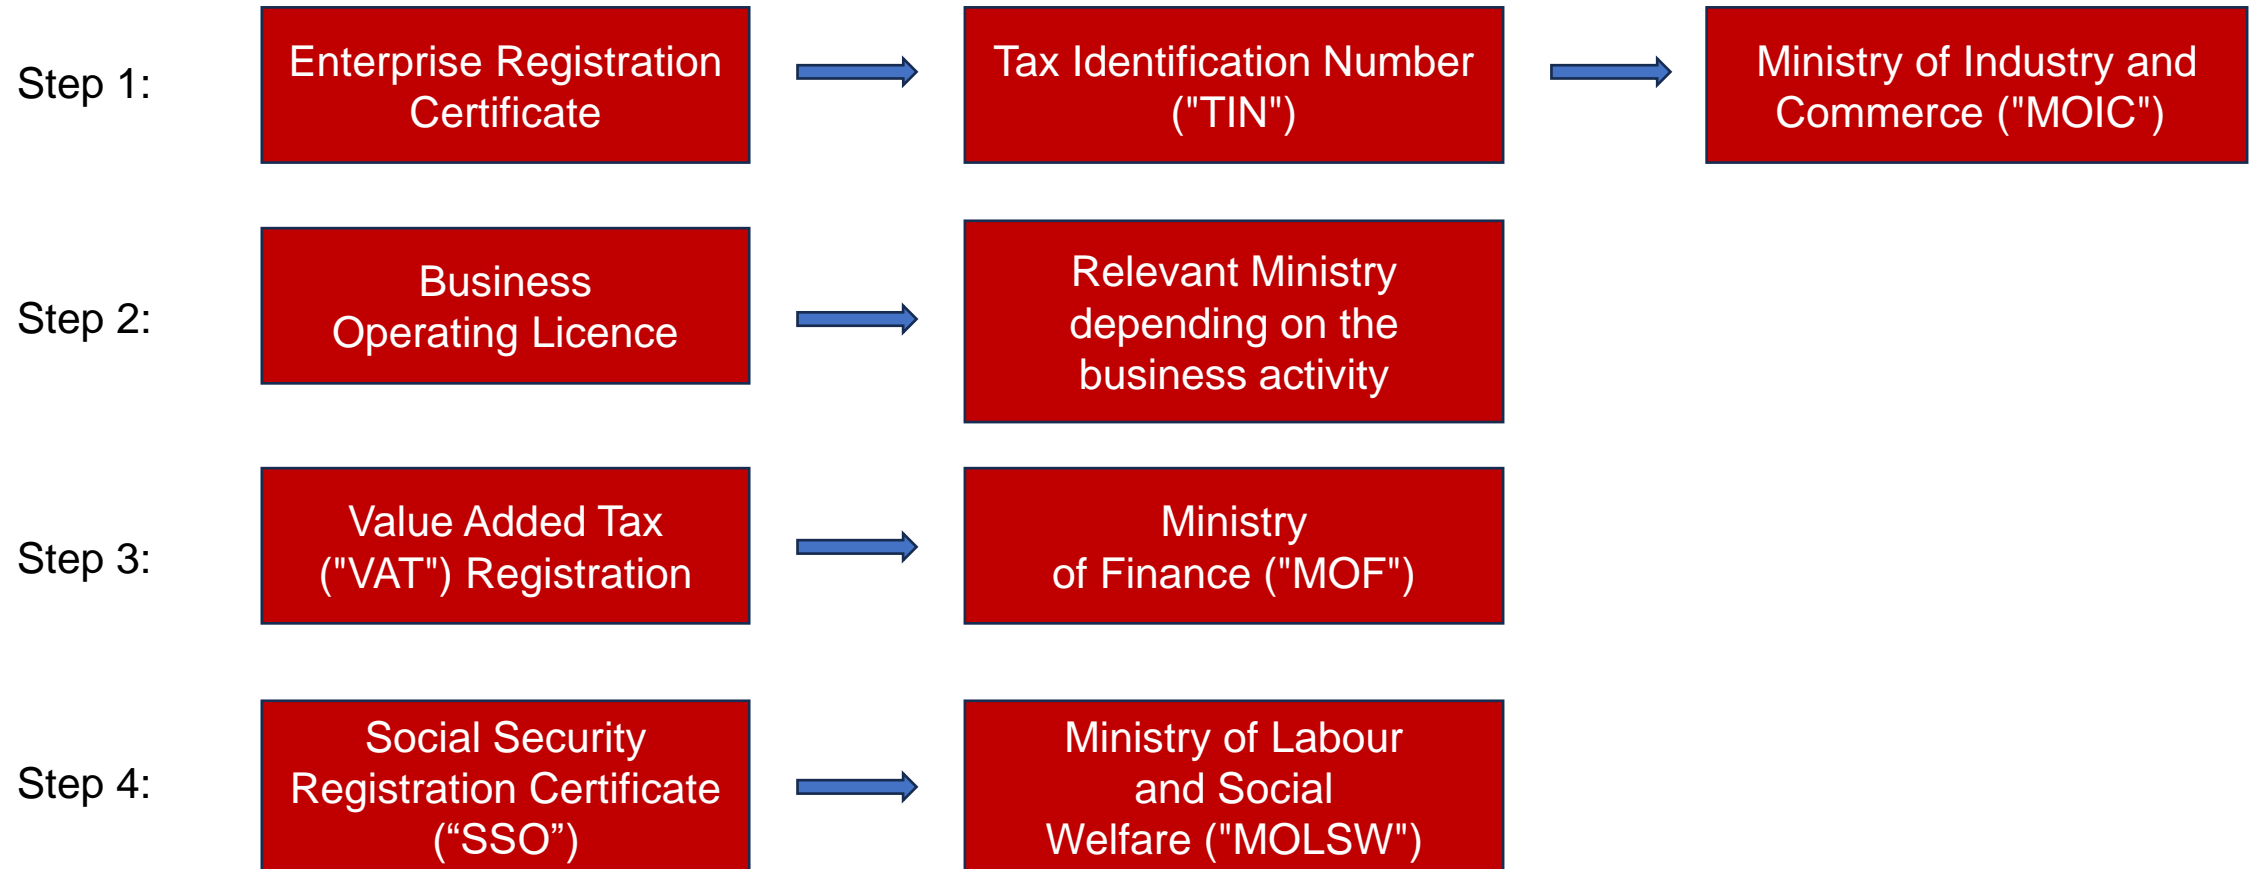 Step 1:
Enterprise Registration
Certificate
Tax Identification Number
("TIN")
Ministry of Industry and
Commerce ("MOIC")
Step 2:
Business
Operating Licence
Relevant Ministry
depending on the
business activity
Step 3:
Value Added Tax
("VAT") Registration
Ministry
of Finance ("MOF")
Step 4:
Social Security
Registration Certificate
(“SSO”)
Ministry of Labour
and Social
Welfare ("MOLSW")